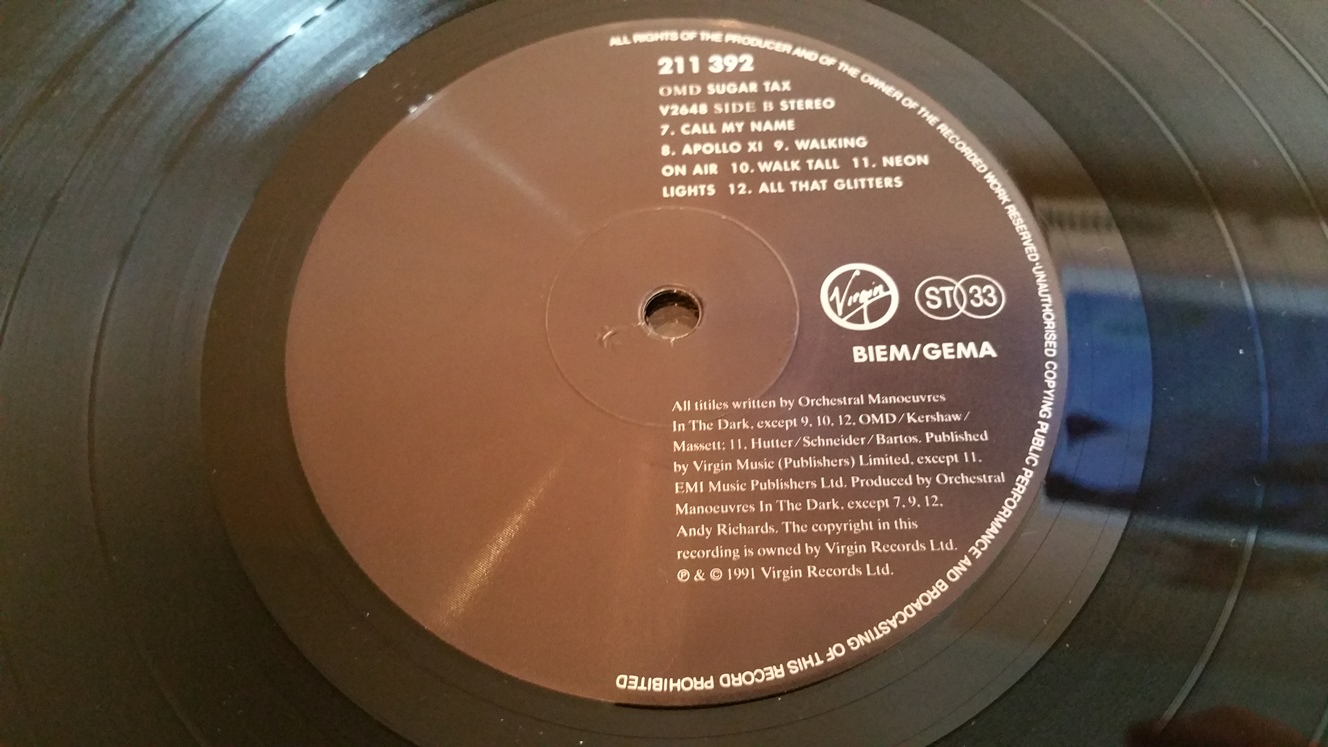 ALL RIGHTS OF THE PRODUCER AND OF THE OWNER OF THE RECORDED WORK RESERVED·UNAUTHORISED COPYING PUBLIC PERFORMANCE AND BROADCASTING OF THIS RECORD PROHIBITED
211 392
OMD SUGAR TAX
V2648 SIDE B STEREO
7. CALL MY NAME
8. APOLLO XI 9. WALKING
ON AIR 10. WALK TALL 11. NEON
LIGHTS 12. ALL THAT GLITTERS
Virgin ST 33
BIEM/GEMA
All titiles written by Orchestral Manoeuvres
In The Dark, except 9, 10, 12, OMD/Kershaw/
Massett; 11, Hutter/Schneider/Bartos. Published
by Virgin Music (Publishers) Limited, except 11,
EMI Music Publishers Ltd. Produced by Orchestral
Manoeuvres In The Dark, except 7, 9, 12,
Andy Richards. The copyright in this
recording is owned by Virgin Records Ltd.
℗ & © 1991 Virgin Records Ltd.